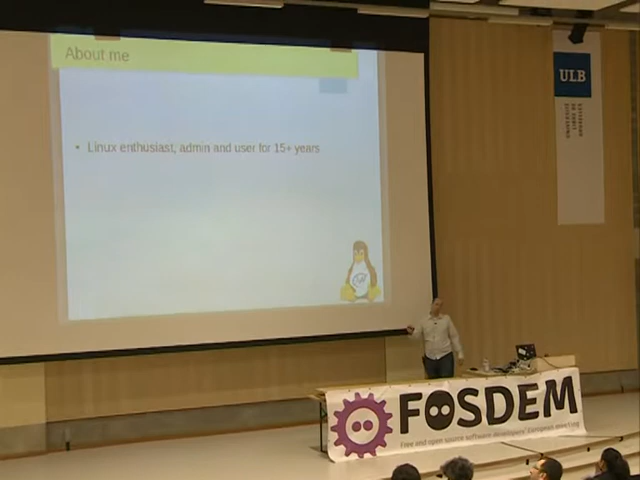 About me
• Linux enthusiast, admin and user for 15+ years
ULB
FOSDEM
Free and open source software developers' European meeting